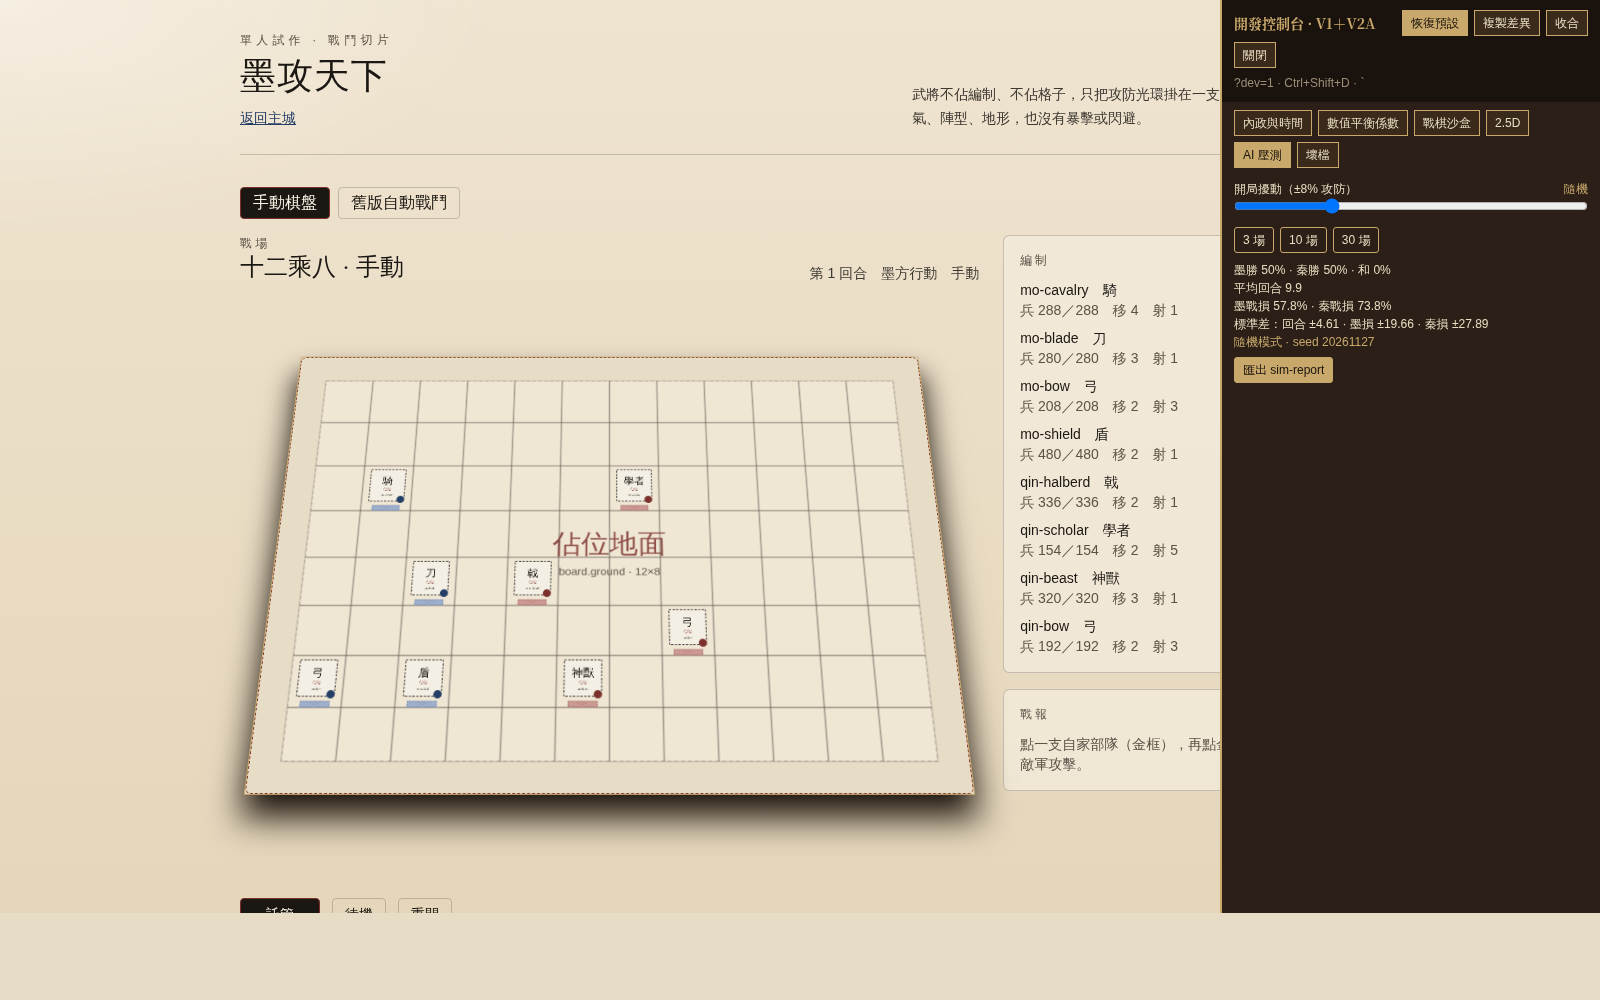 單人試作 · 戰鬥切片
墨攻天下
返回主城
武將不佔編制、不佔格子，只把攻防光環掛在一支
氣、陣型、地形，也沒有暴擊或閃避。
手動棋盤
舊版自動戰鬥
戰場
十二乘八 · 手動
第 1 回合 墨方行動 手動
騎
學者
佔位地面
board.ground · 12×8
刀
戟
弓
弓
盾
神獸
編制
mo-cavalry 騎
兵 288／288 移 4 射 1
mo-blade 刀
兵 280／280 移 3 射 1
mo-bow 弓
兵 208／208 移 2 射 3
mo-shield 盾
兵 480／480 移 2 射 1
qin-halberd 戟
兵 336／336 移 2 射 1
qin-scholar 學者
兵 154／154 移 2 射 5
qin-beast 神獸
兵 320／320 移 3 射 1
qin-bow 弓
兵 192／192 移 2 射 3
戰報
點一支自家部隊（金框），再點
敵軍攻擊。
託管
待機
重開
開發控制台 · V1＋V2A
恢復預設
複製差異
收合
關閉
?dev=1 · Ctrl+Shift+D · `
內政與時間
數值平衡係數
戰棋沙盒
2.5D
AI 壓測
壞檔
開局擾動（±8% 攻防）
隨機
3 場
10 場
30 場
墨勝 50% · 秦勝 50% · 和 0%
平均回合 9.9
墨戰損 57.8% · 秦戰損 73.8%
標準差：回合 ±4.61 · 墨損 ±19.66 · 秦損 ±27.89
隨機模式 · seed 20261127
匯出 sim-report